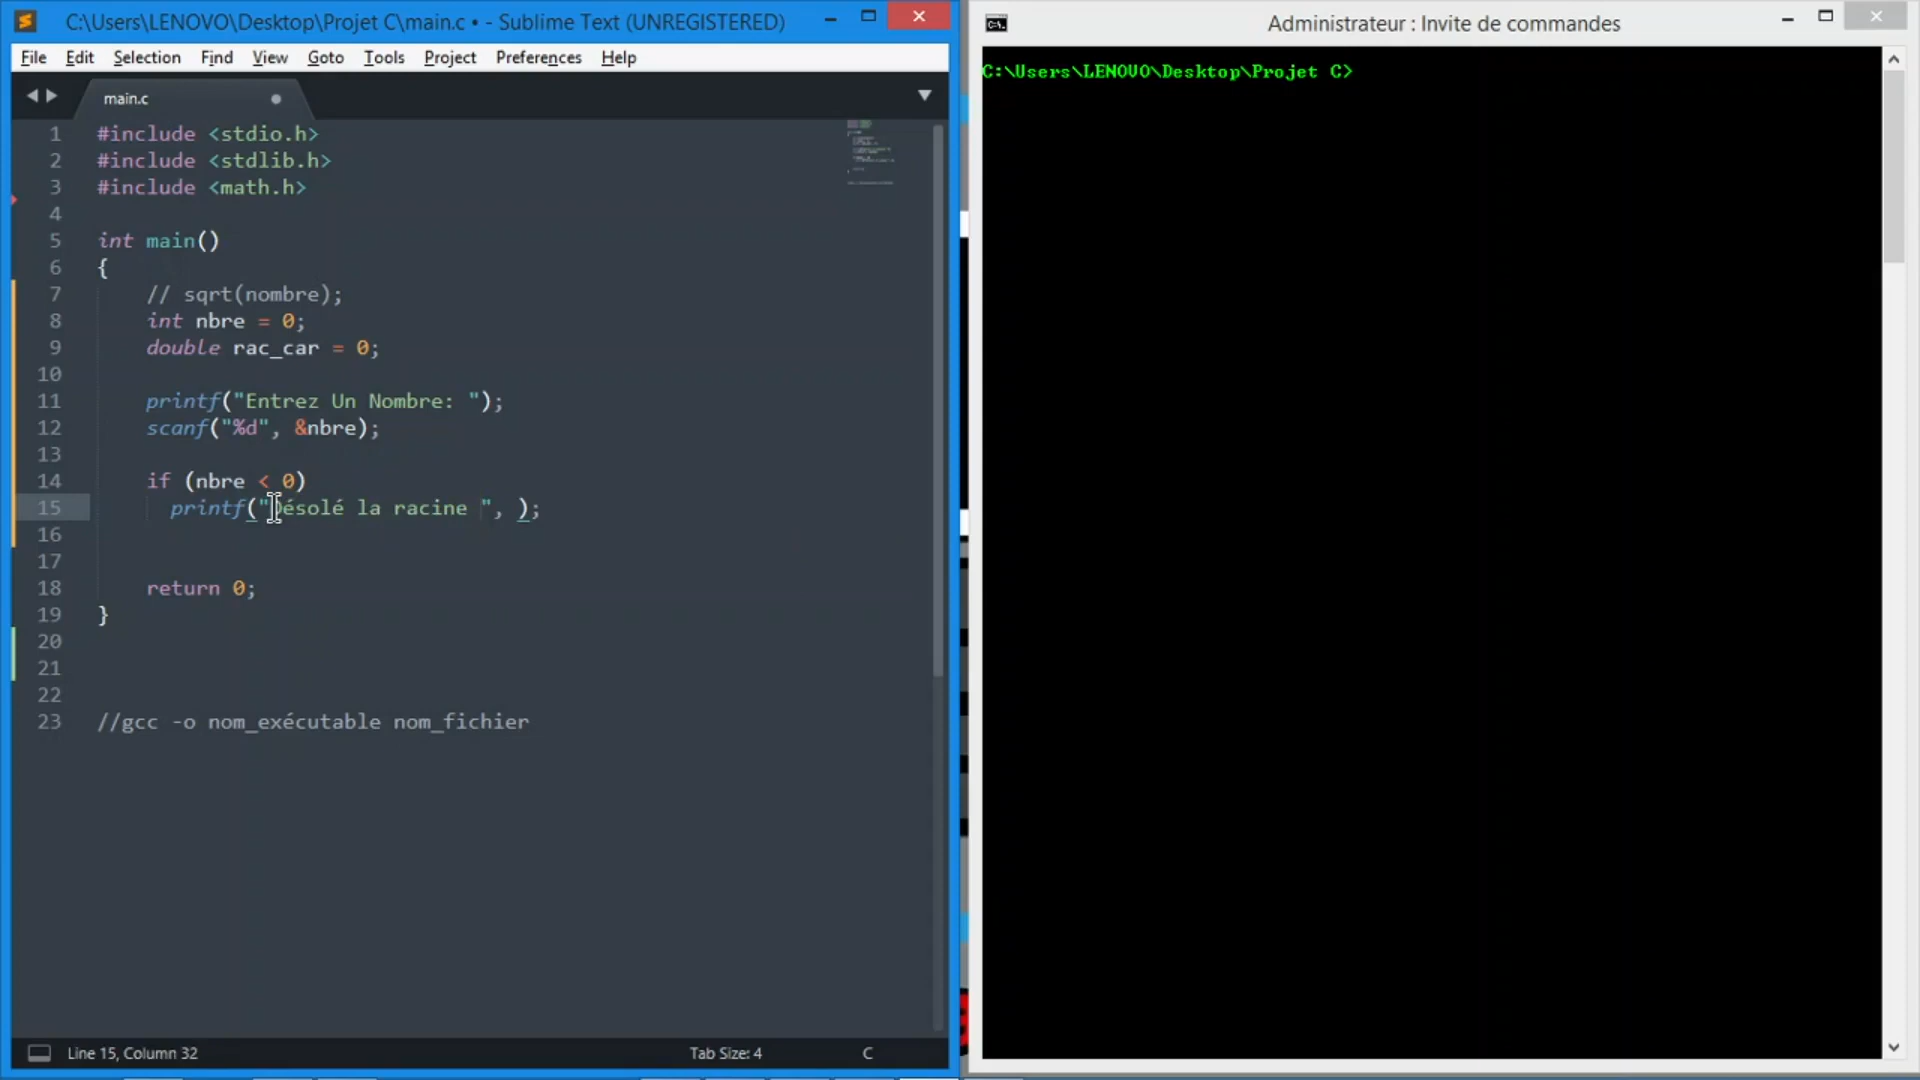 C:\Users\LENOVO\Desktop\Projet C\main.c • - Sublime Text (UNREGISTERED)
File Edit Selection Find View Goto Tools Project Preferences Help
main.c
1 #include <stdio.h>
2 #include <stdlib.h>
3 #include <math.h>
4
5 int main()
6 {
7 // sqrt(nombre);
8 int nbre = 0;
9 double rac_car = 0;
10
11 printf("Entrez Un Nombre: ");
12 scanf("%d", &nbre);
13
14 if (nbre < 0)
15 printf("Désolé la racine ", );
16
17
18 return 0;
19 }
20
21
22
23 //gcc -o nom_exécutable nom_fichier
Line 15, Column 32 Tab Size: 4 C
Administrateur : Invite de commandes
C:\Users\LENOVO\Desktop\Projet C>